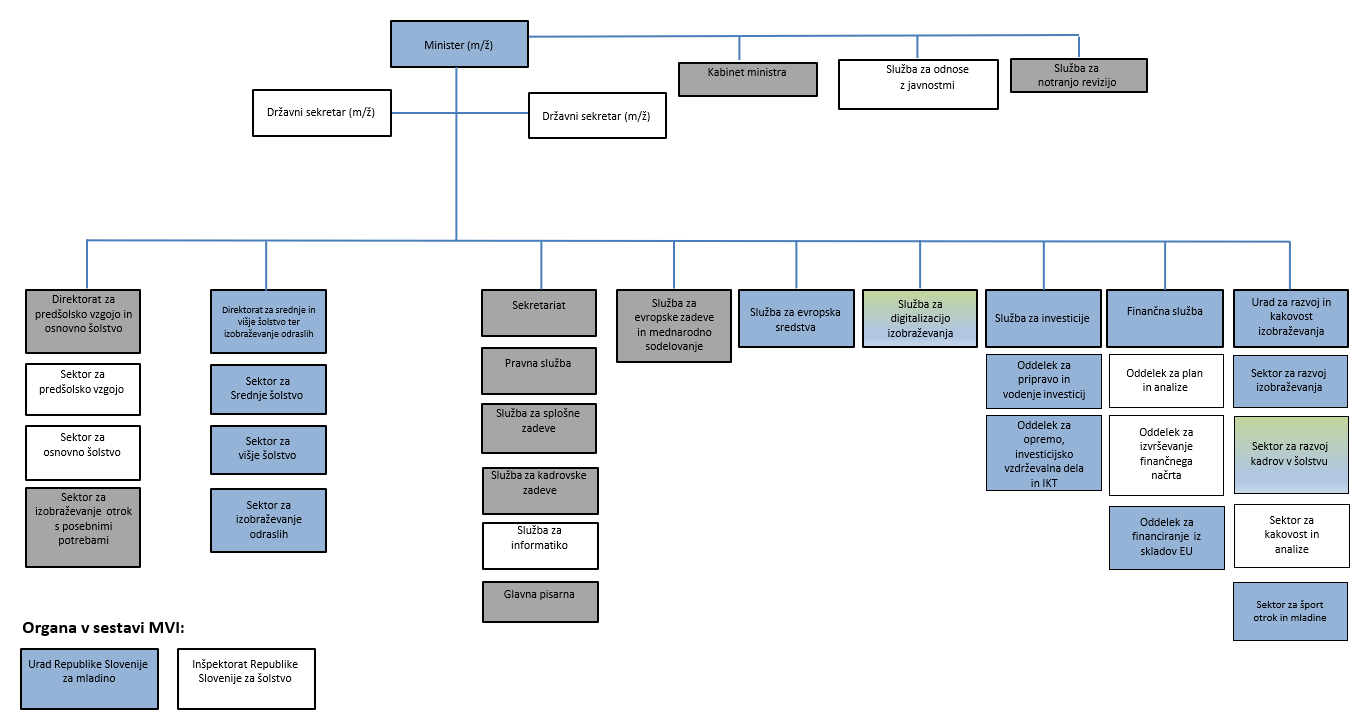 Minister (m/ž)
Kabinet ministra
Služba za odnose
z javnostmi
Služba za
notranjo revizijo
Državni sekretar (m/ž)
Državni sekretar (m/ž)
Direktorat za
predšolsko vzgojo in
osnovno šolstvo
Sektor za
predšolsko vzgojo
Sektor za
osnovno šolstvo
Sektor za
izobraževanje otrok
s posebnimi
potrebami
Direktorat za srednje in
višje šolstvo ter
izobraževanje odraslih
Sektor za
Srednje šolstvo
Sektor za
višje šolstvo
Sektor za
izobraževanje
odraslih
Sekretariat
Pravna služba
Služba za splošne
zadeve
Služba za kadrovske
zadeve
Služba za
informatiko
Glavna pisarna
Služba za
evropske zadeve
in mednarodno
sodelovanje
Služba za evropska
sredstva
Služba za
digitalizacijo
izobraževanja
Služba za investicije
Oddelek za
pripravo in
vodenje investicij
Oddelek za
opremo,
investicijsko
vzdrževalna dela
in IKT
Finančna služba
Oddelek za plan
in analize
Oddelek za
izvrševanje
finančnega
načrta
Oddelek za
financiranje iz
skladov EU
Urad za razvoj in
kakovost
izobraževanja
Sektor za razvoj
izobraževanja
Sektor za razvoj
kadrov v šolstvu
Sektor za
kakovost in
analize
Sektor za šport
otrok in mladine
Organa v sestavi MVI:
Urad Republike Slovenije
za mladino
Inšpektorat Republike
Slovenije za šolstvo